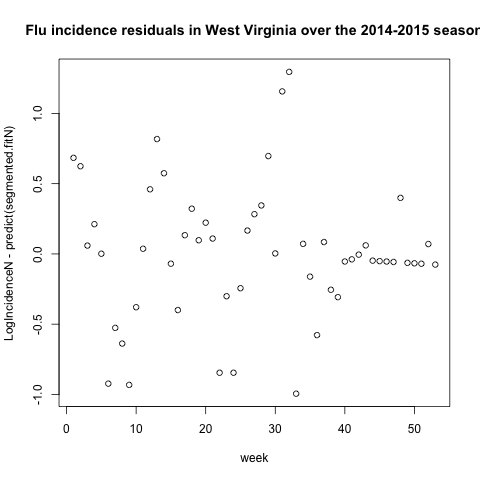 Flu incidence residuals in West Virginia over the 2014-2015 season
LogIncidenceN - predict(segmented.fitN)
1.0
0.5
0.0
-0.5
-1.0
0 10 20 30 40 50
week